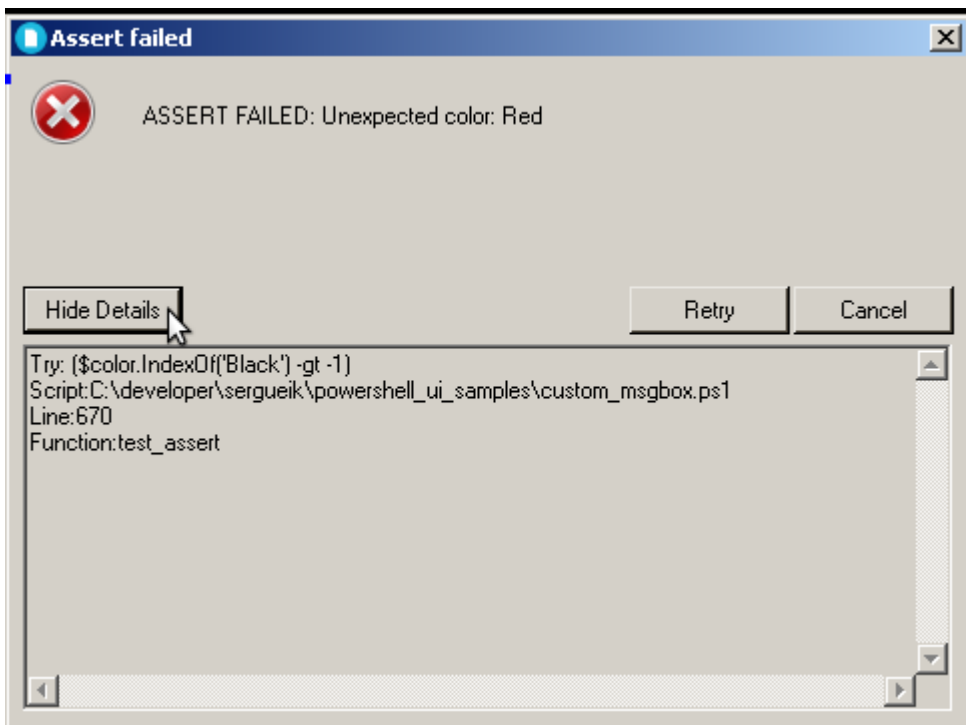 Assert failed
ASSERT FAILED: Unexpected color: Red
Hide Details
Retry
Cancel
Try: ($color.IndexOf('Black') -gt -1)
Script:C:\developer\sergueik\powershell_ui_samples\custom_msgbox.ps1
Line:670
Function:test_assert